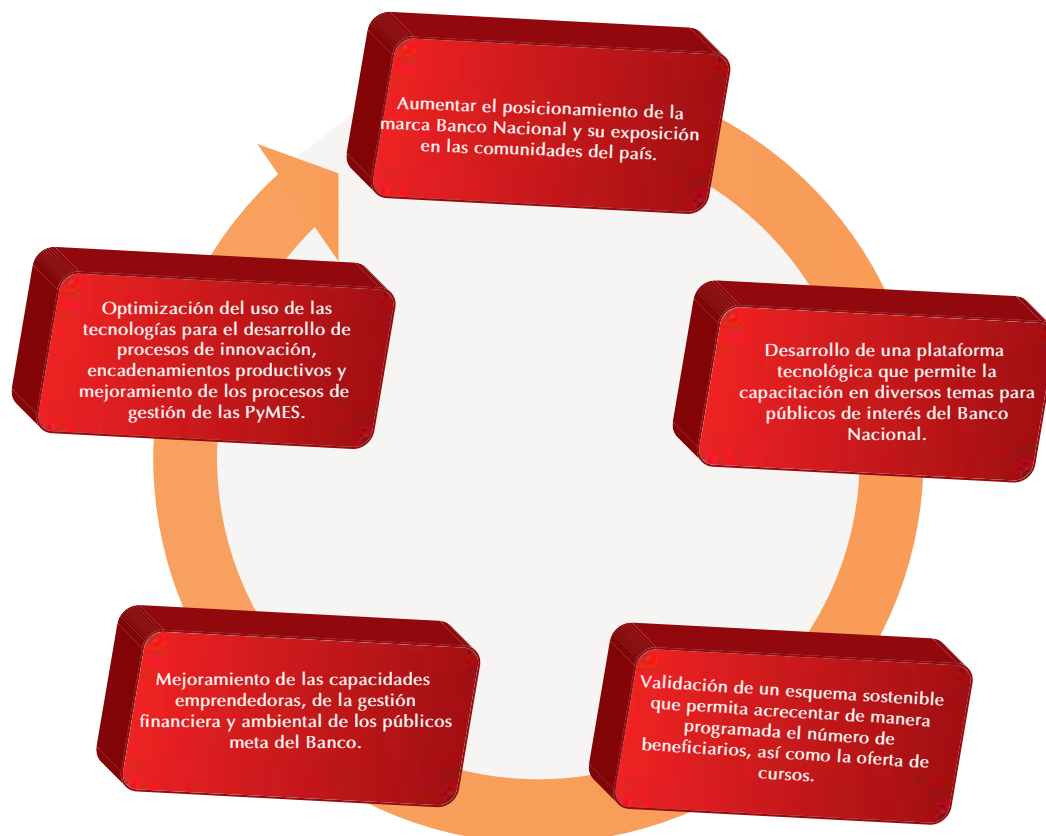 Aumentar el posicionamiento de la
marca Banco Nacional y su exposición
en las comunidades del país.
Desarrollo de una plataforma
tecnológica que permite la
capacitación en diversos temas para
públicos de interés del Banco
Nacional.
Validación de un esquema sostenible
que permita acrecentar de manera
programada el número de
beneficiarios, así como la oferta de
cursos.
Mejoramiento de las capacidades
emprendedoras, de la gestión
financiera y ambiental de los públicos
meta del Banco.
Optimización del uso de las
tecnologías para el desarrollo de
procesos de innovación,
encadenamientos productivos y
mejoramiento de los procesos de
gestión de las PyMES.